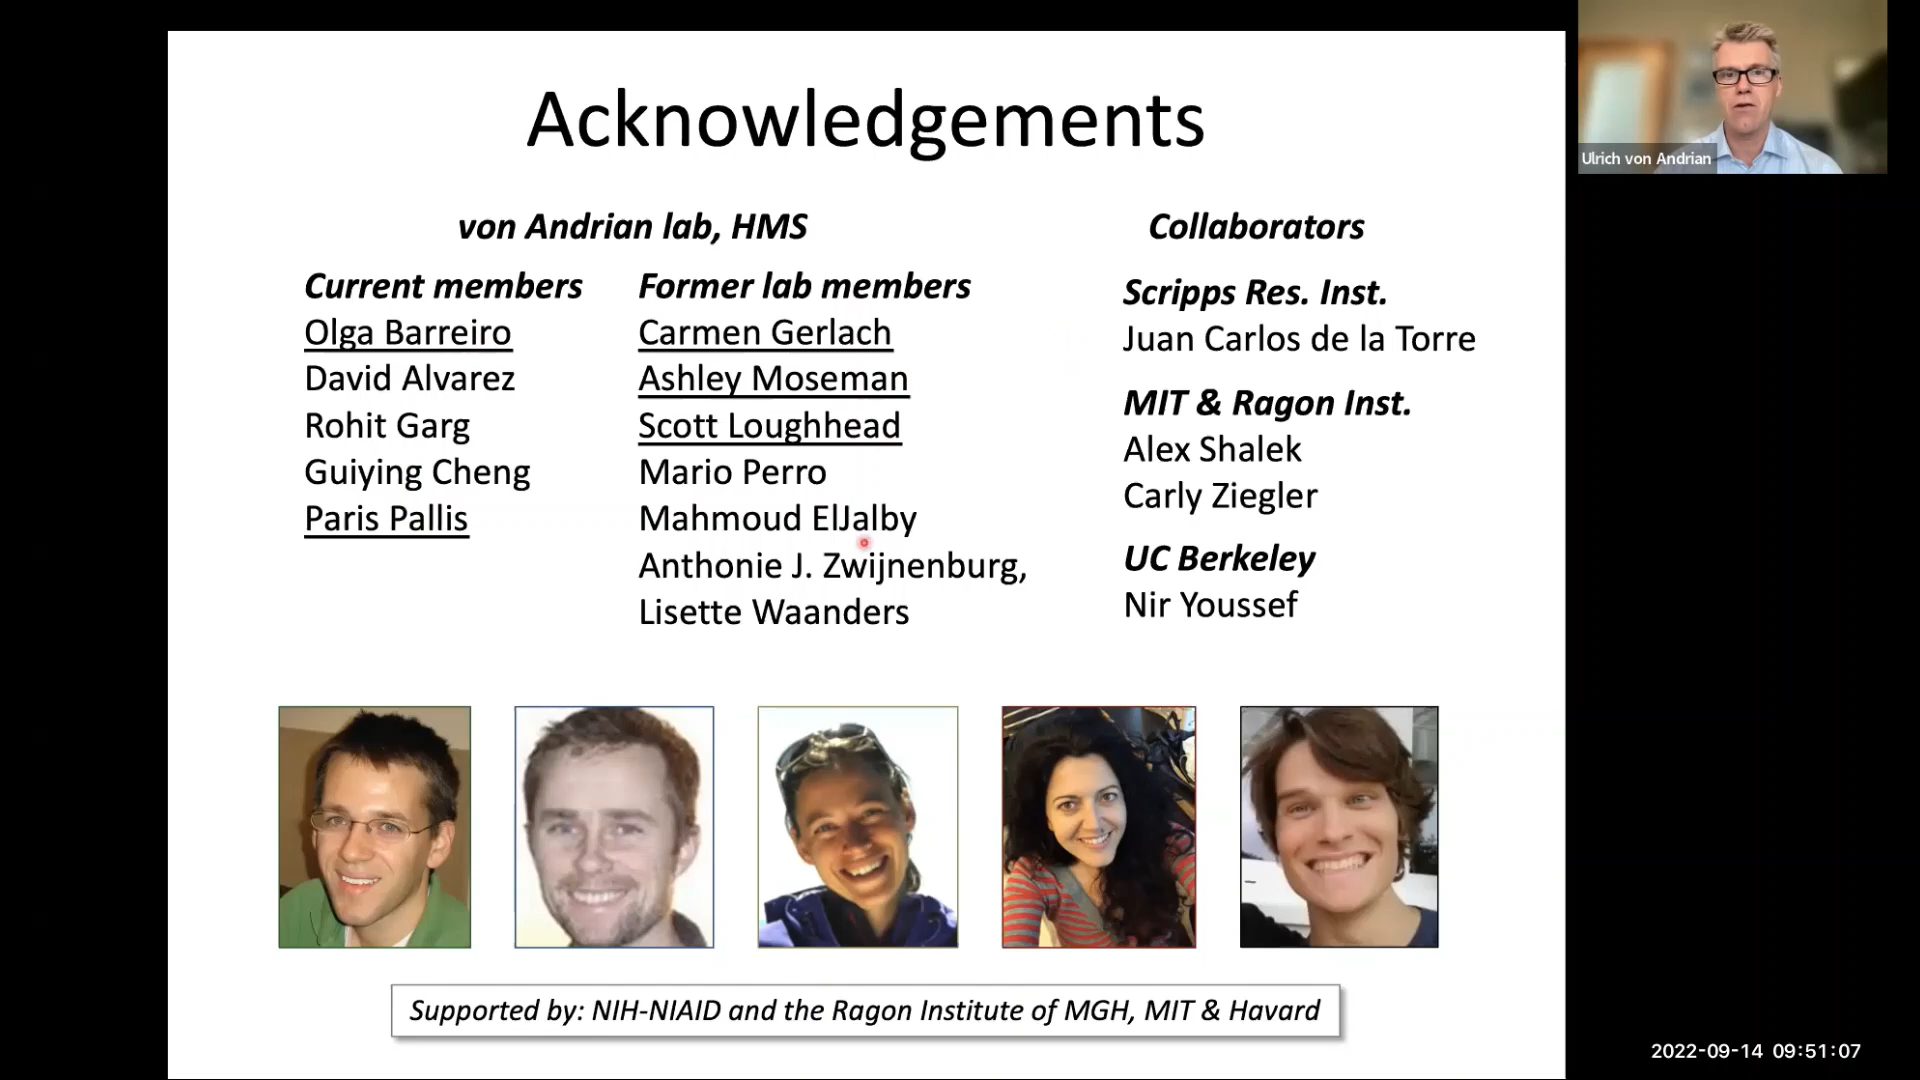 Acknowledgements
von Andrian lab, HMS
Current members
Olga Barreiro
David Alvarez
Rohit Garg
Guiying Cheng
Paris Pallis
Former lab members
Carmen Gerlach
Ashley Moseman
Scott Loughhead
Mario Perro
Mahmoud ElJalby
Anthonie J. Zwijnenburg,
Lisette Waanders
Collaborators
Scripps Res. Inst.
Juan Carlos de la Torre
MIT & Ragon Inst.
Alex Shalek
Carly Ziegler
UC Berkeley
Nir Youssef
Supported by: NIH-NIAID and the Ragon Institute of MGH, MIT & Havard
Ulrich von Andrian
2022-09-14 09:51:07